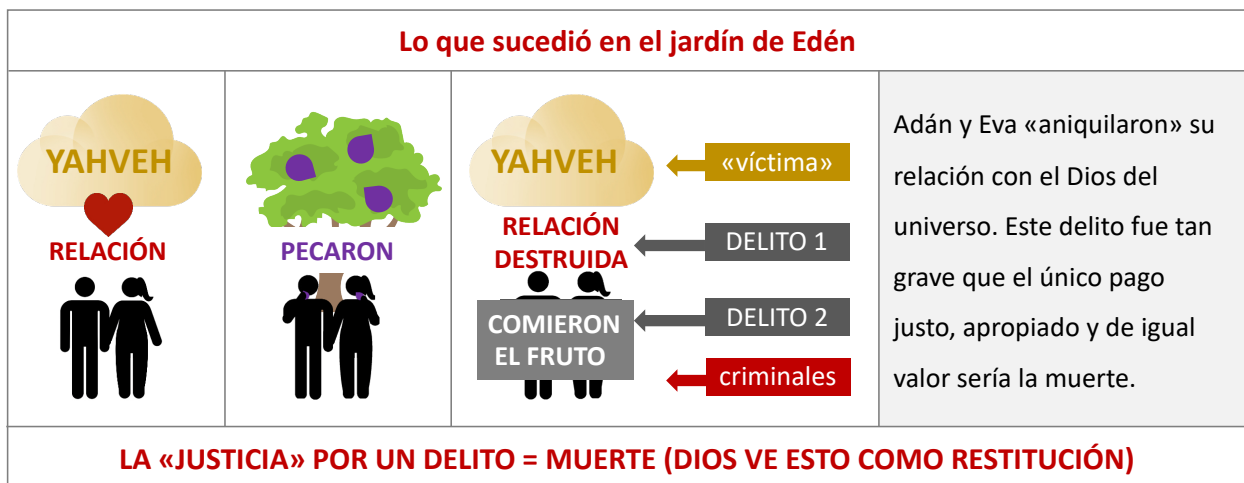 Lo que sucedió en el jardín de Edén
YAHVEH
RELACIÓN
PECARON
YAHVEH
RELACIÓN
DESTRUIDA
COMIERON
EL FRUTO
«víctima»
DELITO 1
DELITO 2
criminales
Adán y Eva «aniquilaron» su
relación con el Dios del
universo. Este delito fue tan
grave que el único pago
justo, apropiado y de igual
valor sería la muerte.
LA «JUSTICIA» POR UN DELITO = MUERTE (DIOS VE ESTO COMO RESTITUCIÓN)